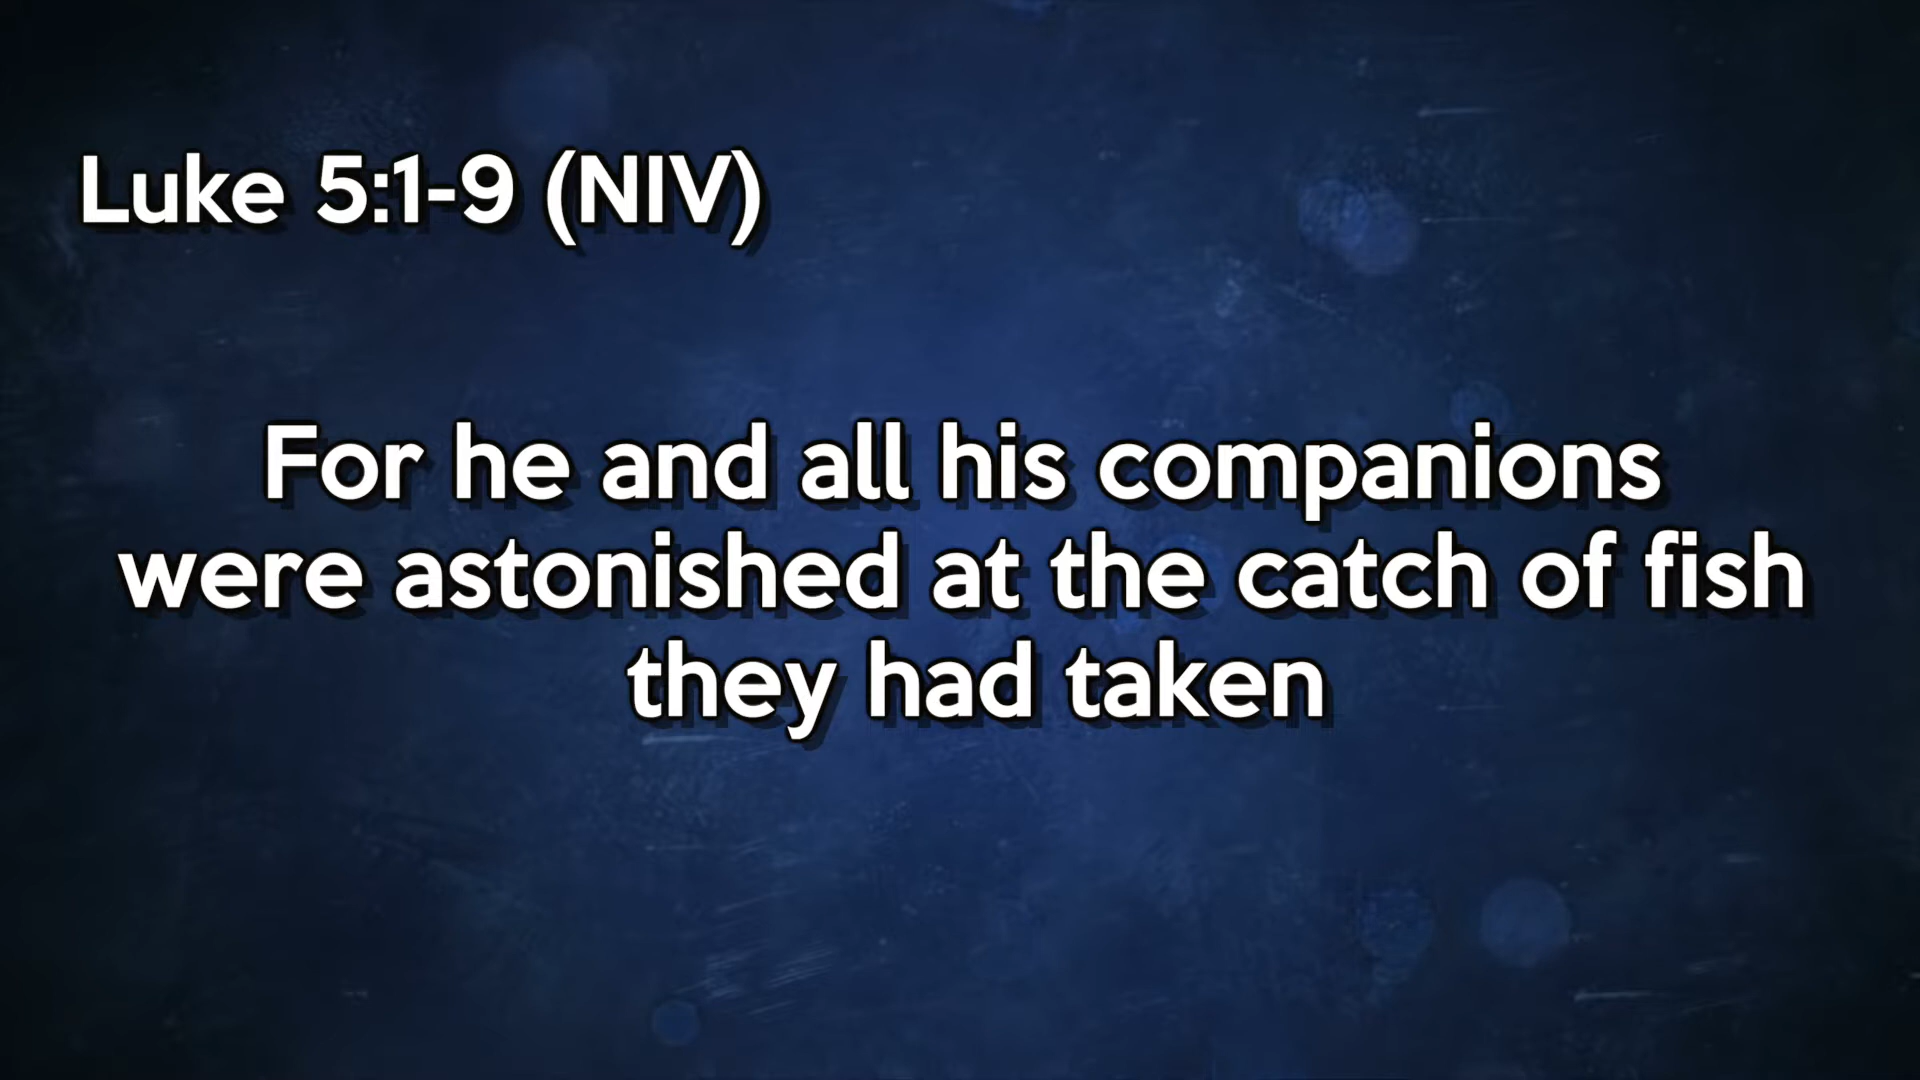 Luke 5:1-9 (NIV)
For he and all his companions
were astonished at the catch of fish
they had taken